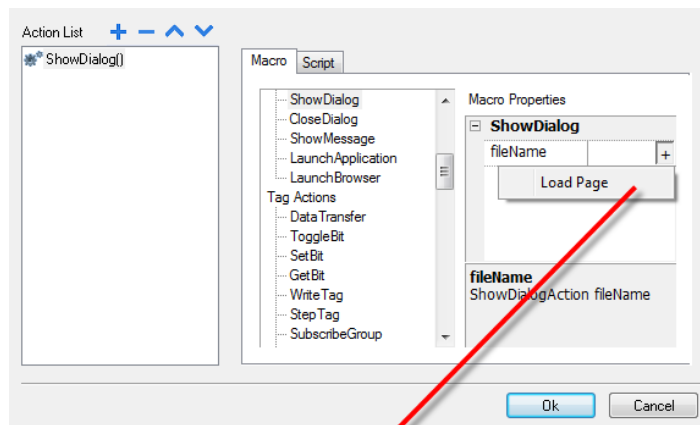 Action List
ShowDialog()
Macro
Script
ShowDialog
CloseDialog
ShowMessage
LaunchApplication
LaunchBrowser
Tag Actions
DataTransfer
ToggleBit
SetBit
GetBit
WriteTag
StepTag
SubscribeGroup
Macro Properties
ShowDialog
fileName
Load Page
fileName
ShowDialogAction fileName
Ok
Cancel